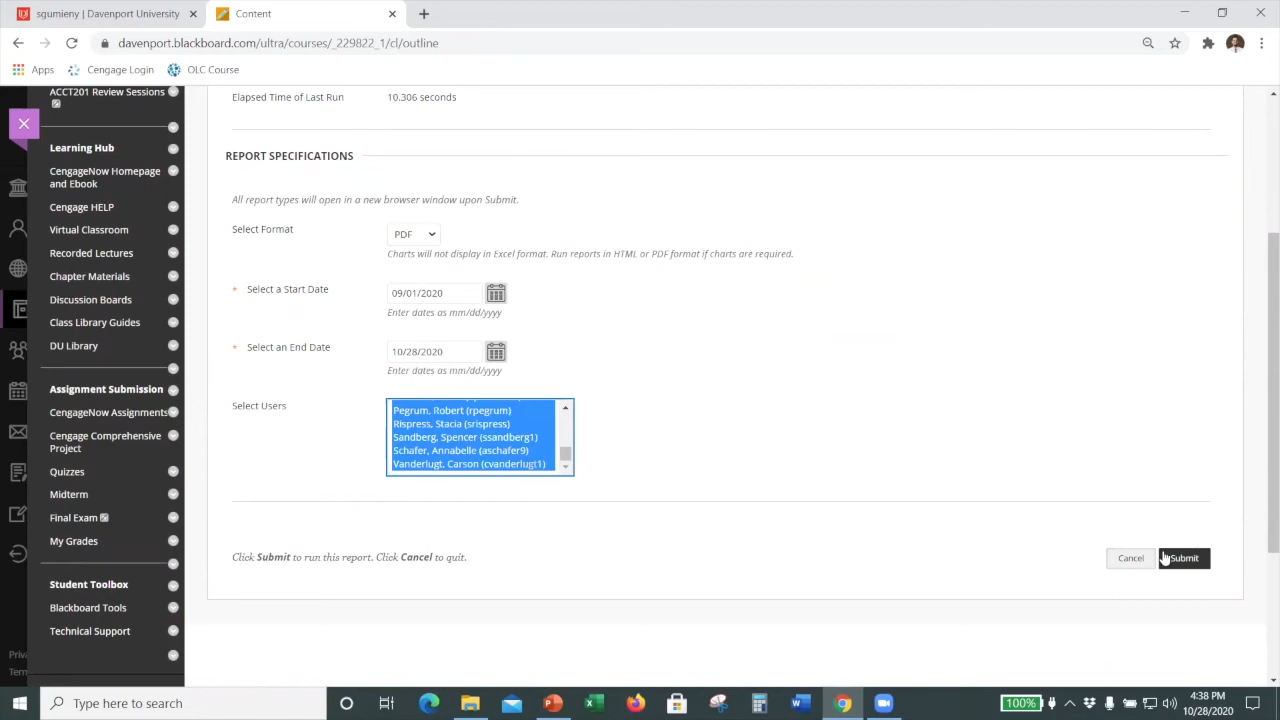 sgumieny | Davenport University
Content
davenport.blackboard.com/ultra/courses/_229822_1/cl/outline
Apps
Cengage Login
OLC Course
ACCT201 Review Sessions
Learning Hub
CengageNow Homepage
and Ebook
Cengage HELP
Virtual Classroom
Recorded Lectures
Chapter Materials
Discussion Boards
Class Library Guides
DU Library
Assignment Submission
CengageNow Assignments
Cengage Comprehensive
Project
Quizzes
Midterm
Final Exam
My Grades
Student Toolbox
Blackboard Tools
Technical Support
Priv
Term
Elapsed Time of Last Run
10.306 seconds
REPORT SPECIFICATIONS
All report types will open in a new browser window upon Submit.
Select Format
PDF
Charts will not display in Excel format. Run reports in HTML or PDF format if charts are required.
* Select a Start Date
09/01/2020
Enter dates as mm/dd/yyyy
* Select an End Date
10/28/2020
Enter dates as mm/dd/yyyy
Select Users
Pegrum, Robert (rpegrum)
Rispress, Stacia (srispress)
Sandberg, Spencer (ssandberg1)
Schafer, Annabelle (aschafer9)
Vanderlugt, Carson (cvanderlugt1)
Click Submit to run this report. Click Cancel to quit.
Cancel
Submit
Type here to search
100%
4:38 PM
10/28/2020